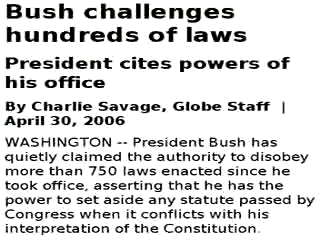 Bush challenges
hundreds of laws
President cites powers of
his office
By Charlie Savage, Globe Staff |
April 30, 2006
WASHINGTON -- President Bush has
quietly claimed the authority to disobey
more than 750 laws enacted since he
took office, asserting that he has the
power to set aside any statute passed by
Congress when it conflicts with his
interpretation of the Constitution.